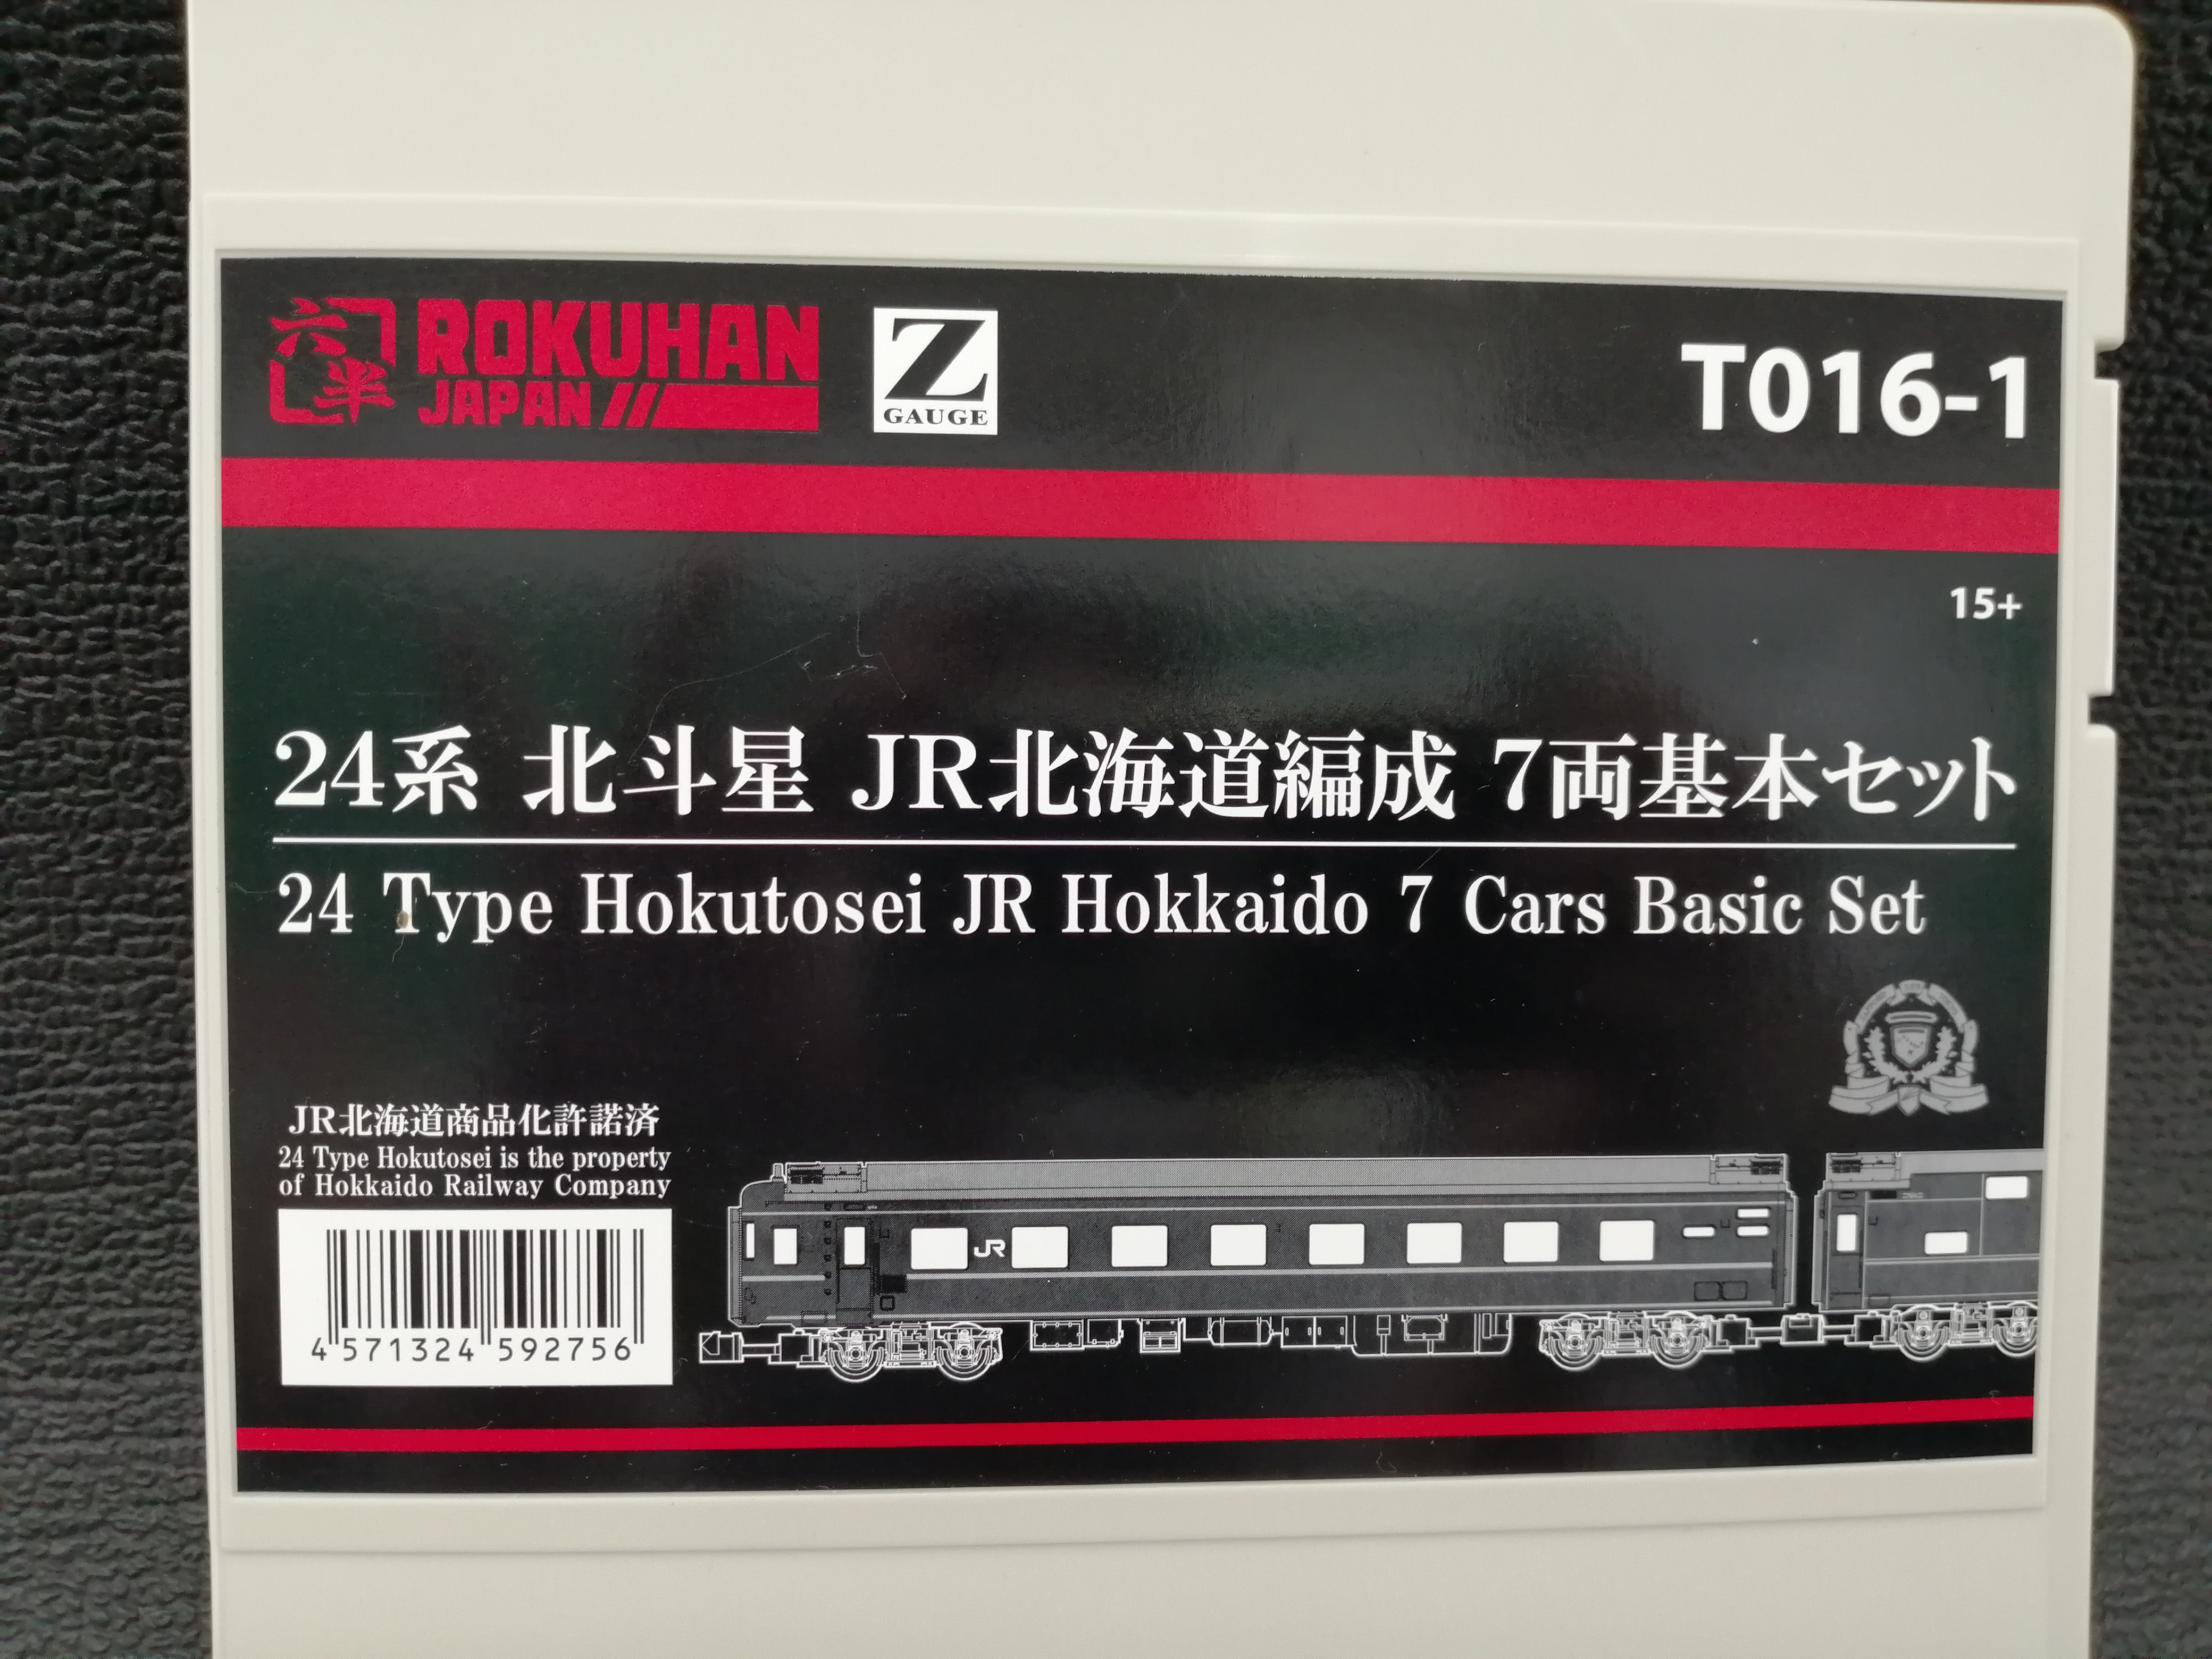 六半
ROKUHAN
JAPAN
Z
GAUGE
T016-1
15+
24系 北斗星 JR北海道編成 7両基本セット
24 Type Hokutosei JR Hokkaido 7 Cars Basic Set
JR北海道商品化許諾済
24 Type Hokutosei is the property
of Hokkaido Railway Company
JR
4 571324 592756